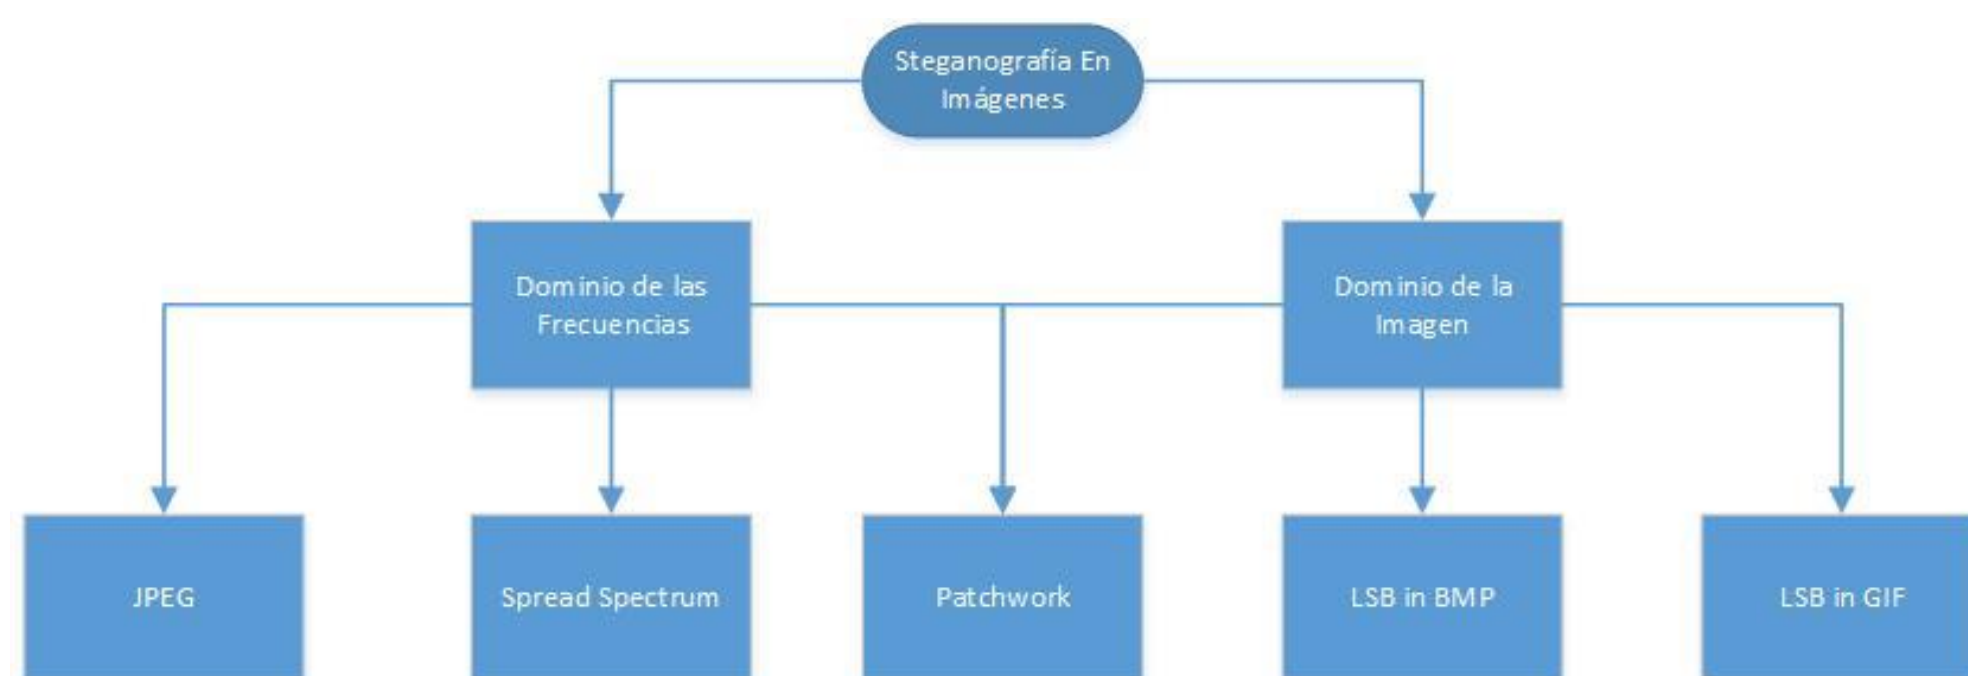 Steganografía En
Imágenes
Dominio de las
Frecuencias
Dominio de la
Imagen
JPEG
Spread Spectrum
Patchwork
LSB in BMP
LSB in GIF